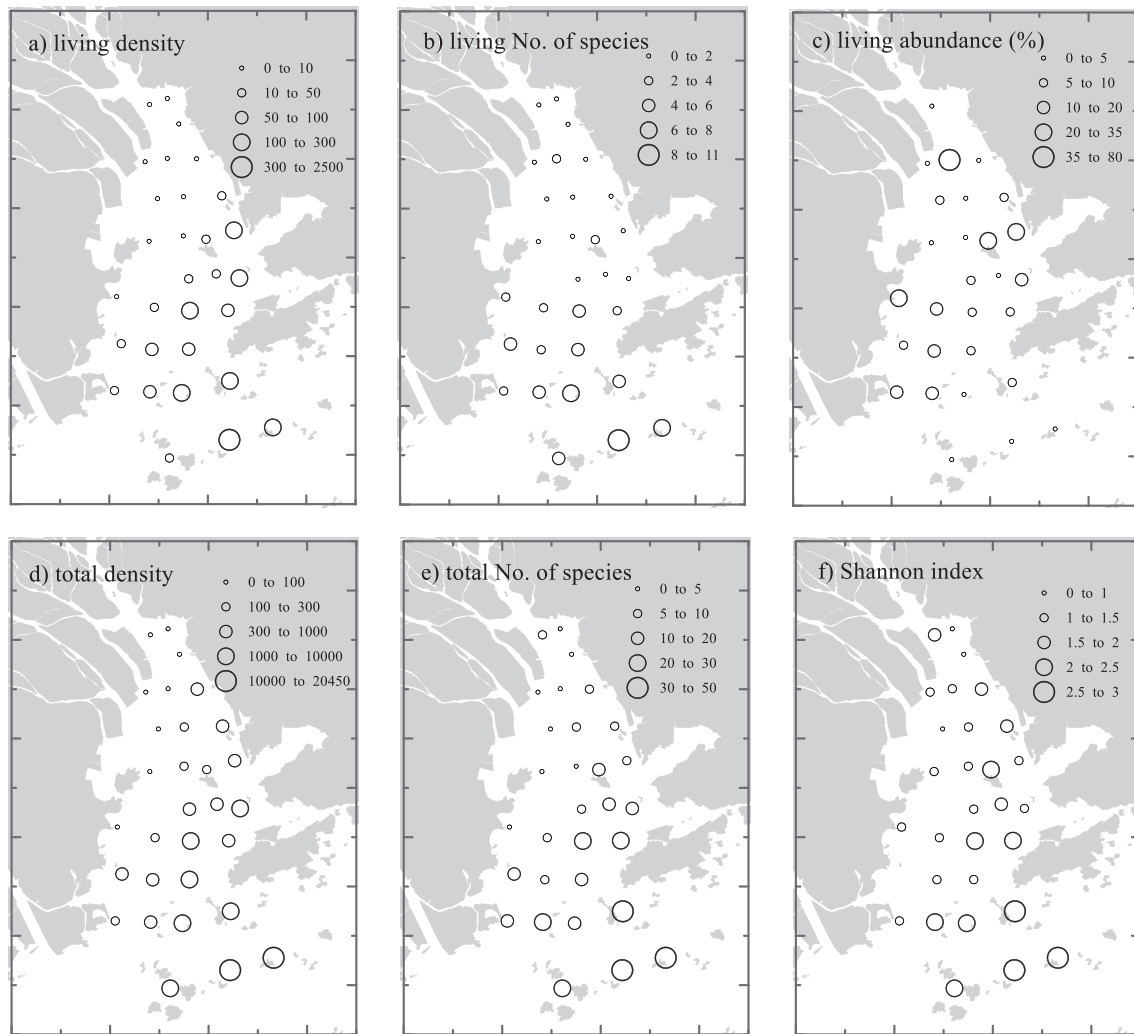 a) living density
0 to 10
10 to 50
50 to 100
100 to 300
300 to 2500
b) living No. of species
0 to 2
2 to 4
4 to 6
6 to 8
8 to 11
c) living abundance (%)
0 to 5
5 to 10
10 to 20
20 to 35
35 to 80
d) total density
0 to 100
100 to 300
300 to 1000
1000 to 10000
10000 to 20450
e) total No. of species
0 to 5
5 to 10
10 to 20
20 to 30
30 to 50
f) Shannon index
0 to 1
1 to 1.5
1.5 to 2
2 to 2.5
2.5 to 3